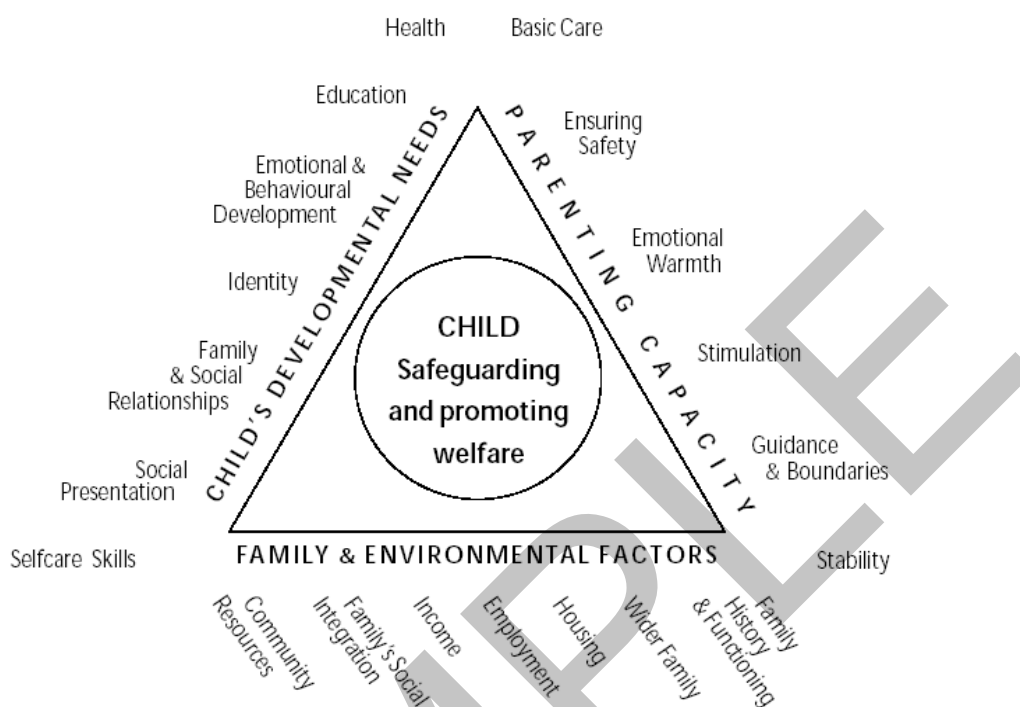 Health
Basic Care
Education
Ensuring
Safety
Emotional &
Behavioural
Development
Emotional
Warmth
Identity
Stimulation
Family
& Social
Relationships
Guidance
& Boundaries
Social
Presentation
Selfcare Skills
Stability
CHILD'S DEVELOPMENTAL NEEDS
PARENTING CAPACITY
CHILD
Safeguarding
and promoting
welfare
FAMILY & ENVIRONMENTAL FACTORS
Community
Resources
Family's Social
Integration
Income
Employment
Housing
Wider Family
Family
History
& Functioning
MPLE